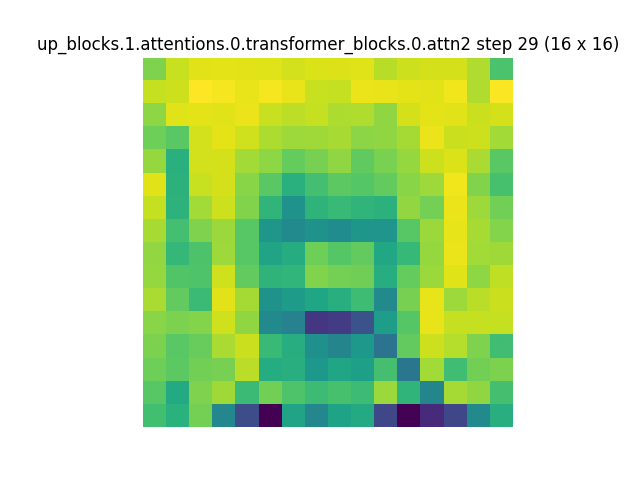 up_blocks.1.attentions.0.transformer_blocks.0.attn2 step 29 (16 x 16)